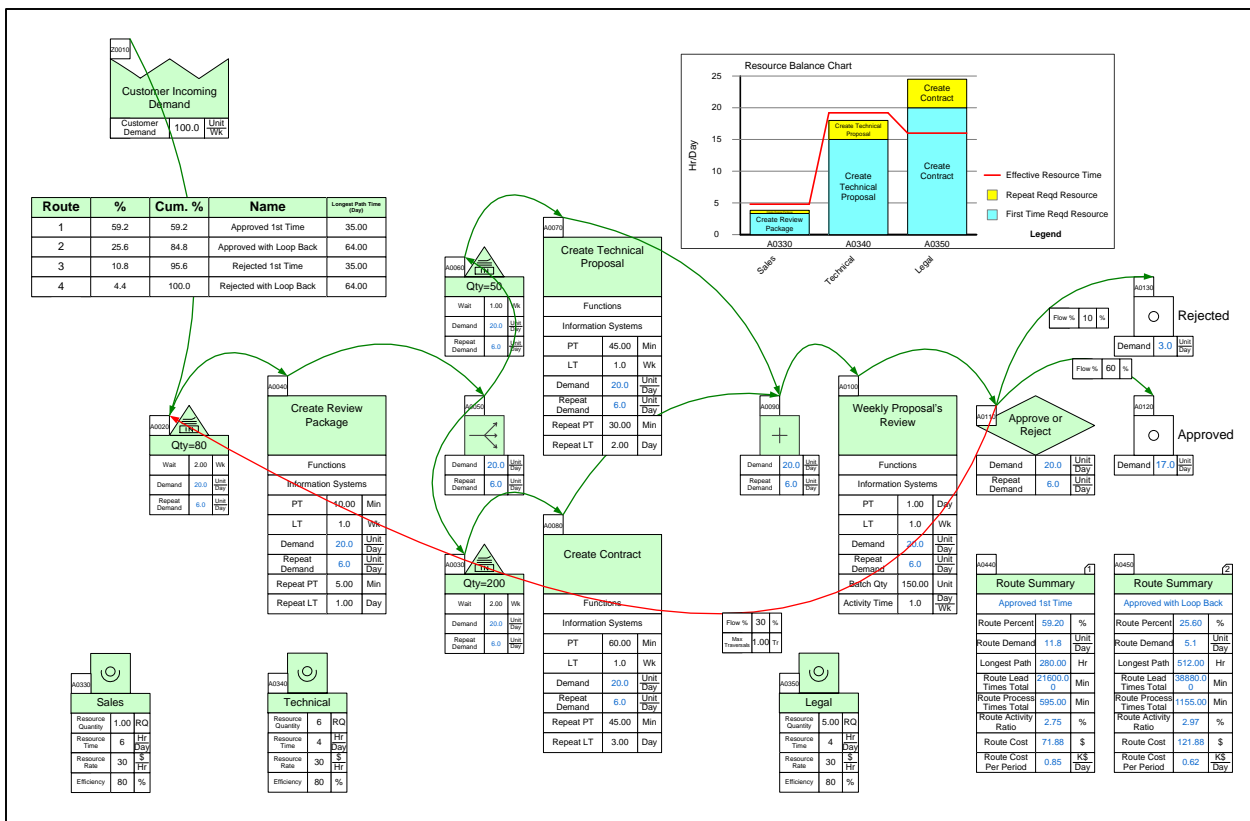 Z0010
Customer Incoming
Demand
Customer
Demand 100.0 Unit
Wk
Route % Cum. % Name Longest Path Time
(Day)
1 59.2 59.2 Approved 1st Time 35.00
2 25.6 84.8 Approved with Loop Back 64.00
3 10.8 95.6 Rejected 1st Time 35.00
4 4.4 100.0 Rejected with Loop Back 64.00
Resource Balance Chart
25
20
15
10
5
0
Hr/Day
Create Review
Package
Create Technical
Proposal
Create
Technical
Proposal
Create
Contract
Create
Contract
A0330
A0340
A0350
Sales
Technical
Legal
Effective Resource Time
Repeat Reqd Resource
First Time Reqd Resource
Legend
A0020
IN
Qty=80
Wait 2.00 Wk
Demand 20.0 Unit
Day
Repeat
Demand 6.0 Unit
Day
A0040
Create Review
Package
Functions
Information Systems
PT 10.00 Min
LT 1.0 Wk
Demand 20.0 Unit
Day
Repeat
Demand 6.0 Unit
Day
Repeat PT 5.00 Min
Repeat LT 1.00 Day
A0060
IN
Qty=50
Wait 1.00 Wk
Demand 20.0 Unit
Day
Repeat
Demand 6.0 Unit
Day
A0050
Demand 20.0 Unit
Day
Repeat
Demand 6.0 Unit
Day
A0030
IN
Qty=200
Wait 2.00 Wk
Demand 20.0 Unit
Day
Repeat
Demand 6.0 Unit
Day
A0070
Create Technical
Proposal
Functions
Information Systems
PT 45.00 Min
LT 1.0 Wk
Demand 20.0 Unit
Day
Repeat
Demand 6.0 Unit
Day
Repeat PT 30.00 Min
Repeat LT 2.00 Day
A0080
Create Contract
Functions
Information Systems
PT 60.00 Min
LT 1.0 Wk
Demand 20.0 Unit
Day
Repeat
Demand 6.0 Unit
Day
Repeat PT 45.00 Min
Repeat LT 3.00 Day
A0090
+
Demand 20.0 Unit
Day
Repeat
Demand 6.0 Unit
Day
A0100
Weekly Proposal's
Review
Functions
Information Systems
PT 1.00 Day
LT 1.0 Wk
Demand 20.0 Unit
Day
Repeat
Demand 6.0 Unit
Day
Batch Qty 150.00 Unit
Activity Time 1.0 Day
Wk
A0110
Approve or
Reject
Demand 20.0 Unit
Day
Repeat
Demand 6.0 Unit
Day
Flow % 10 %
Flow % 60 %
Flow % 30 %
Max
Traversals 1.00 Tr
A0130
Rejected
Demand 3.0 Unit
Day
A0120
Approved
Demand 17.0 Unit
Day
A0330
Sales
Resource
Quantity 1.00 RQ
Resource
Time 6 Hr
Day
Resource
Rate 30 $
Hr
Efficiency 80 %
A0340
Technical
Resource
Quantity 6 RQ
Resource
Time 4 Hr
Day
Resource
Rate 30 $
Hr
Efficiency 80 %
A0350
Legal
Resource
Quantity 5.00 RQ
Resource
Time 4 Hr
Day
Resource
Rate 30 $
Hr
Efficiency 80 %
A0440
1
Route Summary
Approved 1st Time
Route Percent 59.20 %
Route Demand 11.8 Unit
Day
Longest Path 280.00 Hr
Route Lead
Times Total 21600.0
0 Min
Route Process
Times Total 595.00 Min
Route Activity
Ratio 2.75 %
Route Cost 71.88 $
Route Cost
Per Period 0.85 K$
Day
A0450
2
Route Summary
Approved with Loop Back
Route Percent 25.60 %
Route Demand 5.1 Unit
Day
Longest Path 512.00 Hr
Route Lead
Times Total 38880.0
0 Min
Route Process
Times Total 1155.00 Min
Route Activity
Ratio 2.97 %
Route Cost 121.88 $
Route Cost
Per Period 0.62 K$
Day